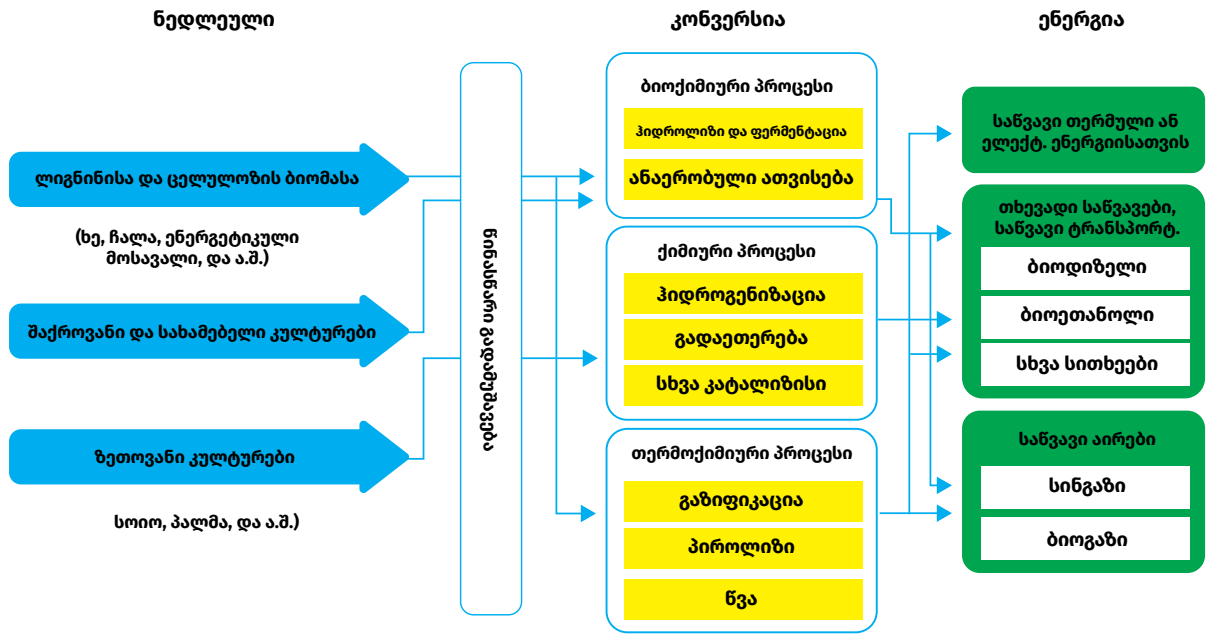 ნედლეული
კონვერსია
ენერგია
ლიგნინისა და ცელულოზის ბიომასა
(ხე, ჩალა, ენერგეტიკული
მოსავალი, და ა.შ.)
შაქროვანი და სახამებელი კულტურები
ზეთოვანი კულტურები
სოიო, პალმა, და ა.შ.)
წინასწარი გადამუშავება
ბიოქიმიური პროცესი
ჰიდროლიზი და ფერმენტაცია
ანაერობული ათვისება
ქიმიური პროცესი
ჰიდროგენიზაცია
გადაეთერება
სხვა კატალიზისი
თერმოქიმიური პროცესი
გაზიფიკაცია
პიროლიზი
წვა
საწვავი თერმული ან
ელექტ. ენერგიისათვის
თხევადი საწვავები,
საწვავი ტრანსპორტ.
ბიოდიზელი
ბიოეთანოლი
სხვა სითხეები
საწვავი აირები
სინგაზი
ბიოგაზი